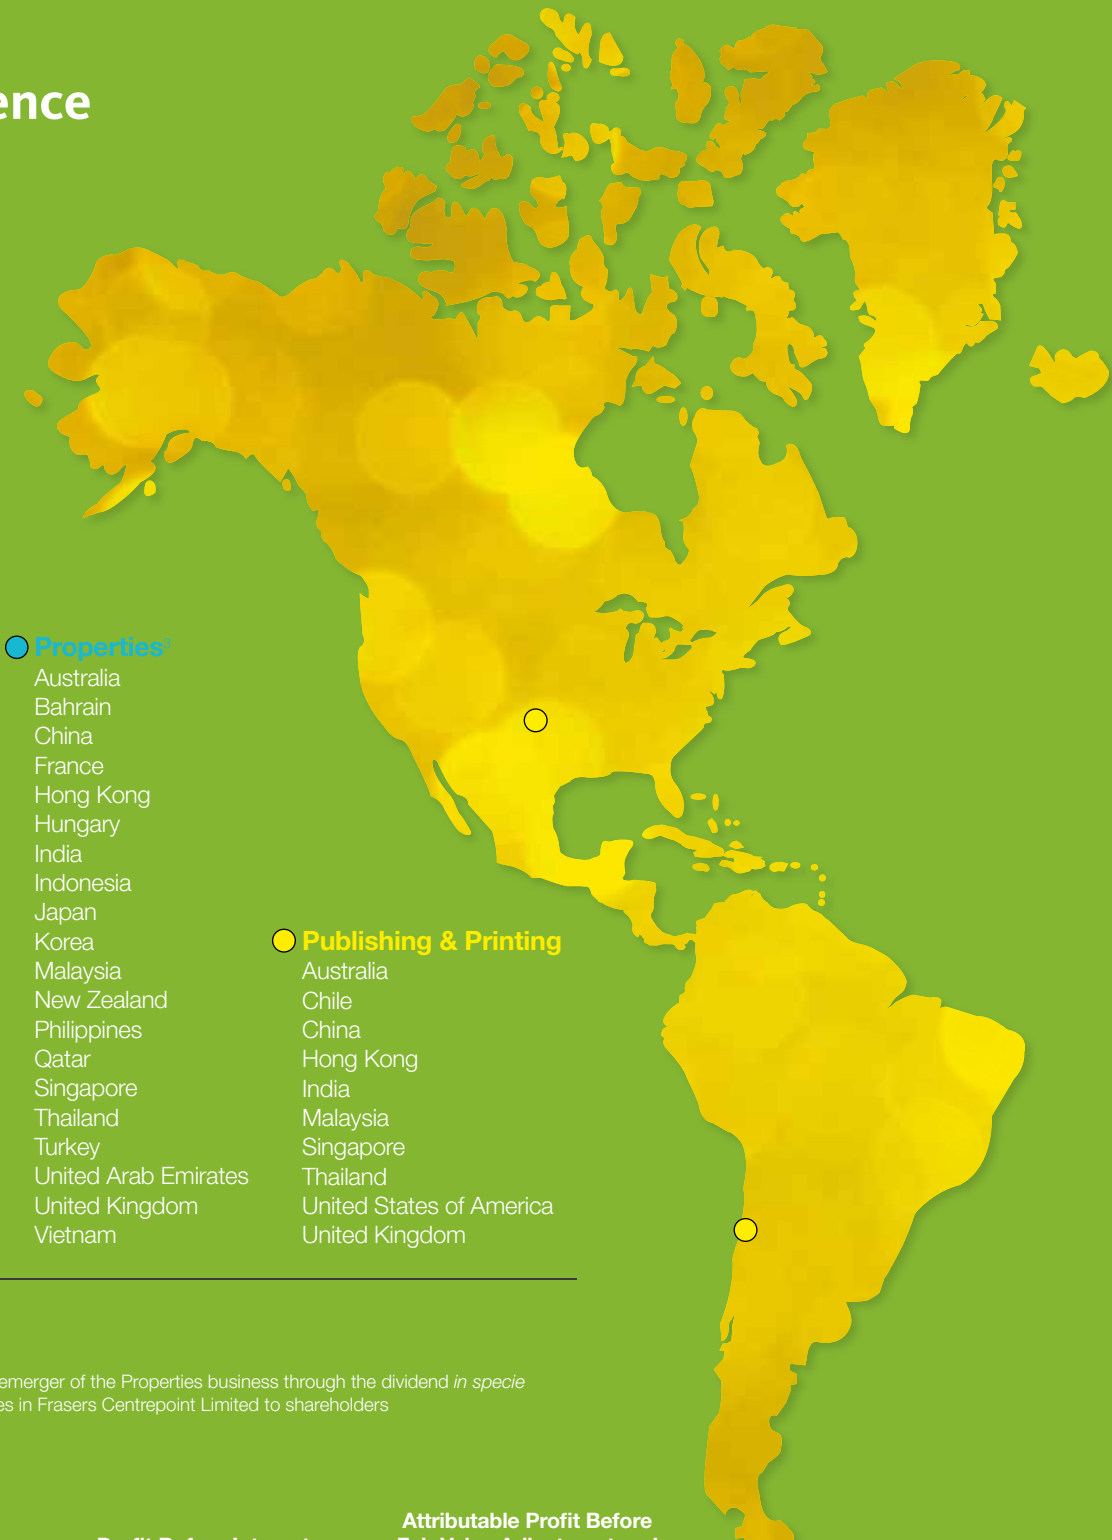 ence
Properties³
Australia
Bahrain
China
France
Hong Kong
Hungary
India
Indonesia
Japan
Korea
Malaysia
New Zealand
Philippines
Qatar
Singapore
Thailand
Turkey
United Arab Emirates
United Kingdom
Vietnam
Publishing & Printing
Australia
Chile
China
Hong Kong
India
Malaysia
Singapore
Thailand
United States of America
United Kingdom
emerger of the Properties business through the dividend in specie
es in Frasers Centrepoint Limited to shareholders
Attributable Profit Before